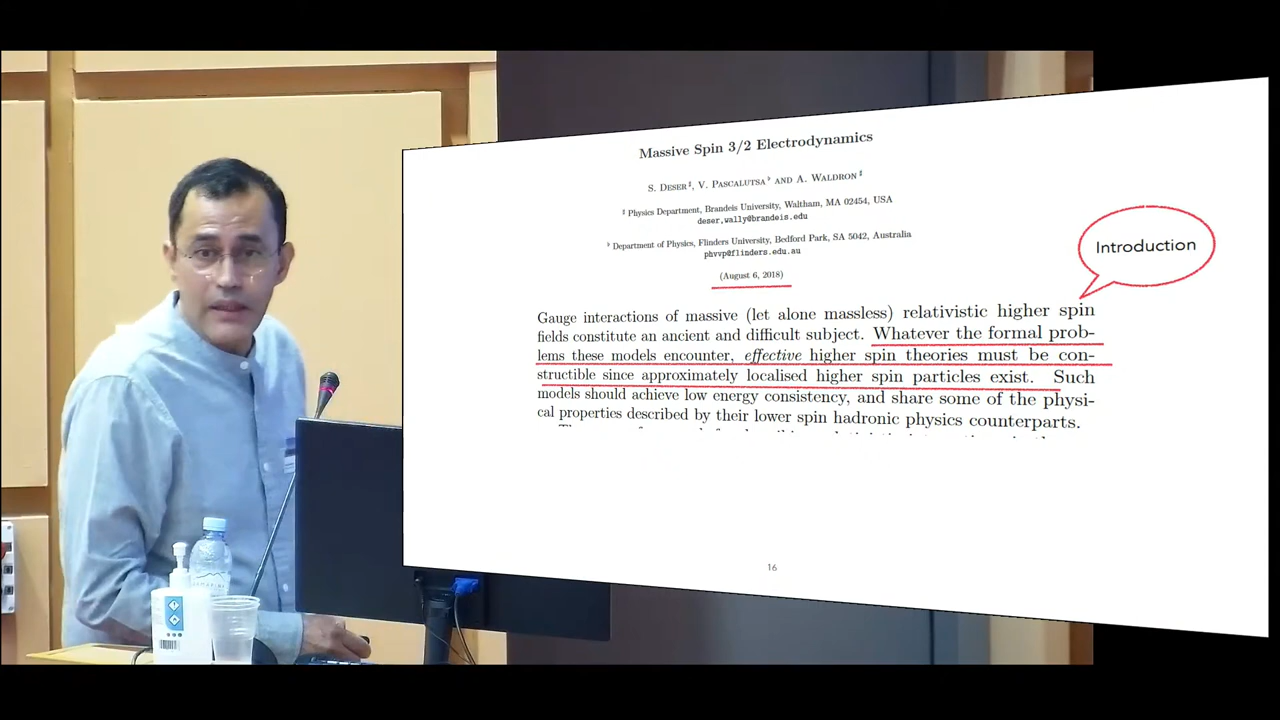 Massive Spin 3/2 Electrodynamics
S. Deser‡, V. Pascalutsa♭ and A. Waldron‡
‡ Physics Department, Brandeis University, Waltham, MA 02454, USA
deser,wally@brandeis.edu
♭ Department of Physics, Flinders University, Bedford Park, SA 5042, Australia
phvvp@flinders.edu.au
(August 6, 2018)
Introduction
Gauge interactions of massive (let alone massless) relativistic higher spin
fields constitute an ancient and difficult subject. Whatever the formal prob-
lems these models encounter, effective higher spin theories must be con-
structible since approximately localised higher spin particles exist. Such
models should achieve low energy consistency, and share some of the physi-
cal properties described by their lower spin hadronic physics counterparts.
16